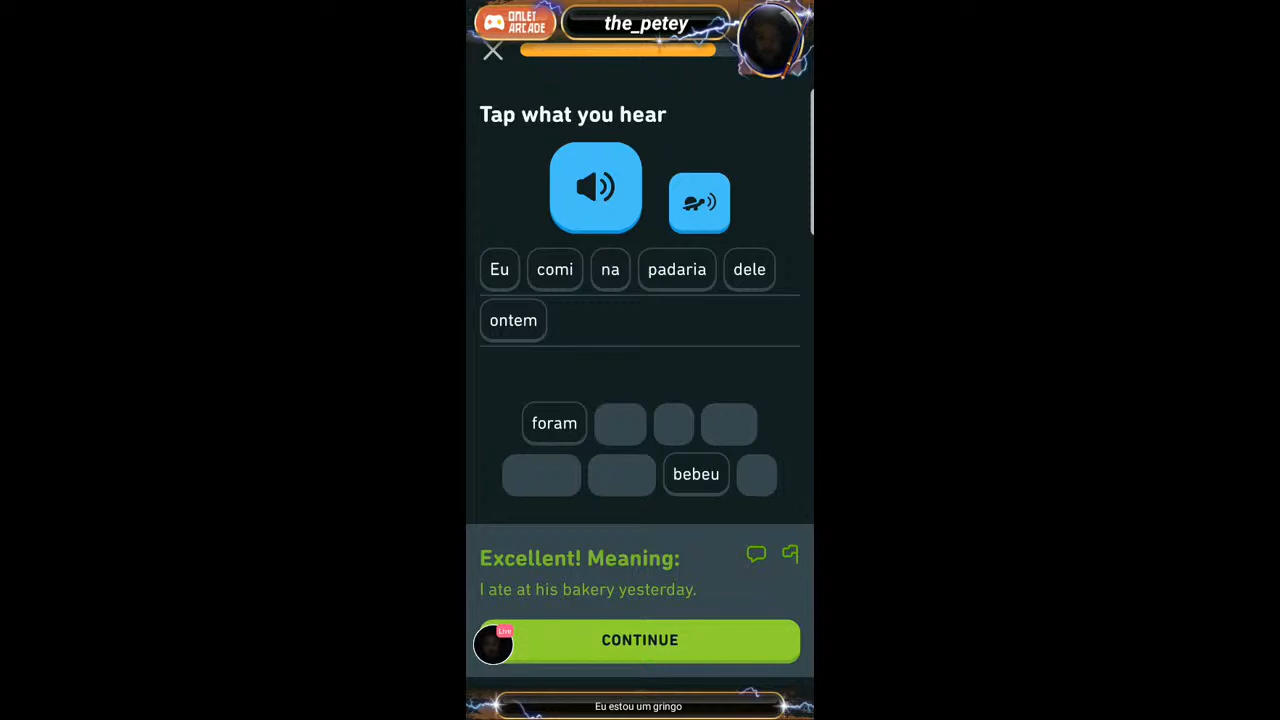 OMLET
ARCADE
the_petey
Tap what you hear
Eu comi na padaria dele
ontem
foram
bebeu
Excellent! Meaning:
I ate at his bakery yesterday.
Live
CONTINUE
Eu estou um gringo